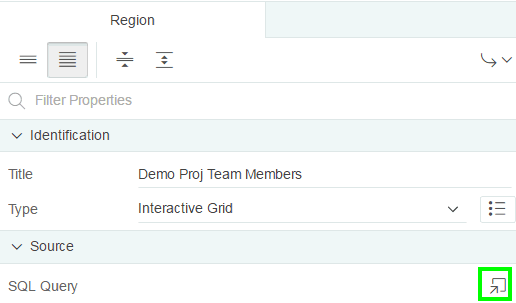 Region
Filter Properties
Identification
Title Demo Proj Team Members
Type Interactive Grid
Source
SQL Query